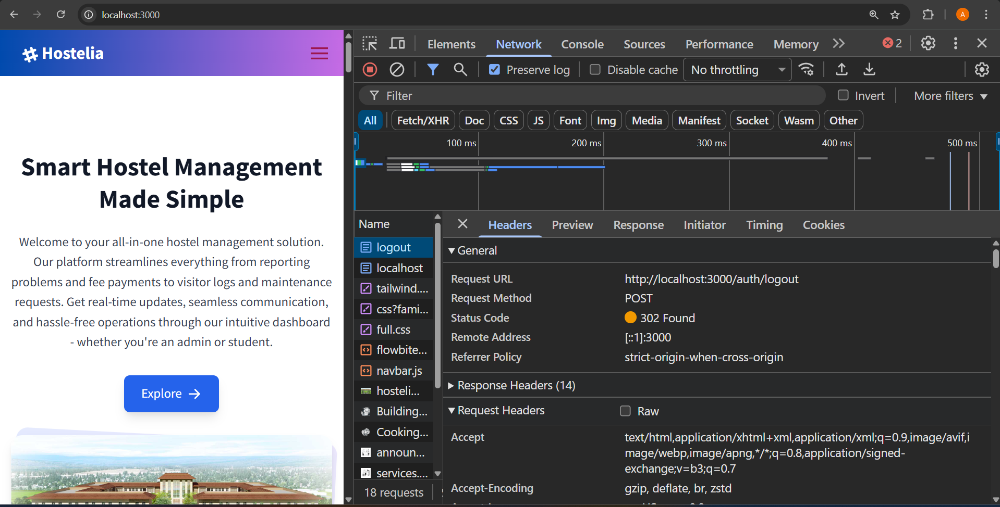 localhost:3000
A
Hostelia
Smart Hostel Management
Made Simple
Welcome to your all-in-one hostel management solution.
Our platform streamlines everything from reporting
problems and fee payments to visitor logs and maintenance
requests. Get real-time updates, seamless communication,
and hassle-free operations through our intuitive dashboard
- whether you're an admin or student.
Explore →
Elements Network Console Sources Performance Memory 2
Preserve log Disable cache No throttling
Filter Invert More filters
All Fetch/XHR Doc CSS JS Font Img Media Manifest Socket Wasm Other
100 ms 200 ms 300 ms 400 ms 500 ms
Name
logout
localhost
tailwind....
css?fami...
full.css
flowbite...
navbar.js
hosteli...
Building...
Cooking...
announ...
services....
18 requests
Headers Preview Response Initiator Timing Cookies
General
Request URL http://localhost:3000/auth/logout
Request Method POST
Status Code 302 Found
Remote Address [::1]:3000
Referrer Policy strict-origin-when-cross-origin
Response Headers (14)
Request Headers Raw
Accept text/html,application/xhtml+xml,application/xml;q=0.9,image/avif,i
mage/webp,image/apng,*/*;q=0.8,application/signed-
exchange;v=b3;q=0.7
Accept-Encoding gzip, deflate, br, zstd